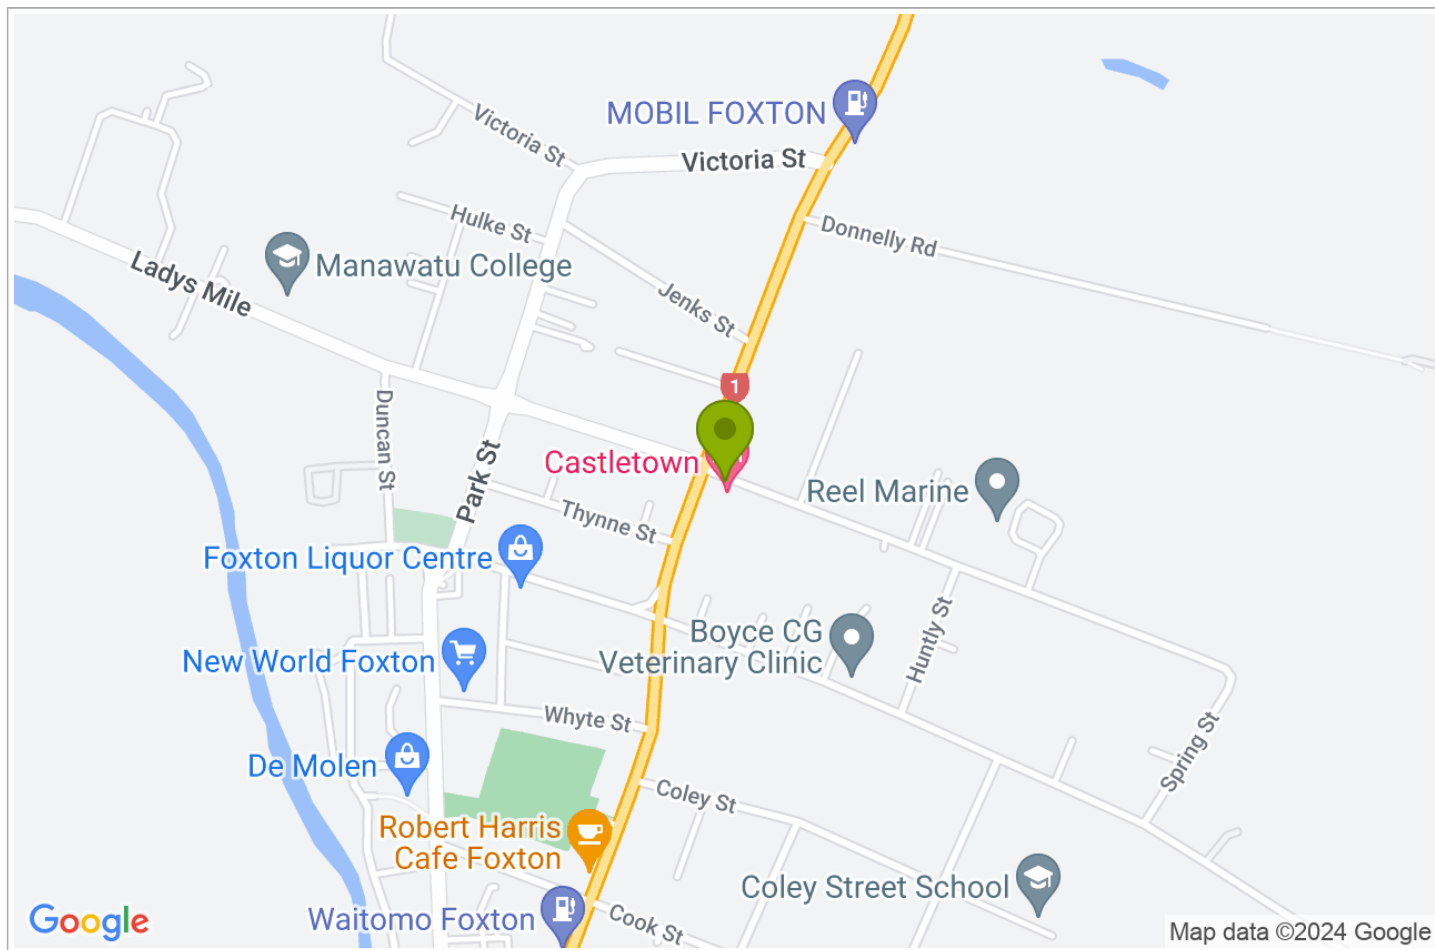 MOBIL FOXTON
Victoria St
Victoria St
Hulke St
Donnelly Rd
Manawatu College
Ladys Mile
Jenks St
1
Duncan St
Park St
Castletown
Reel Marine
Thynne St
Foxton Liquor Centre
Huntly St
Boyce CG
Veterinary Clinic
New World Foxton
Whyte St
Spring St
De Molen
Coley St
Robert Harris
Cafe Foxton
Coley Street School
Waitomo Foxton
Cook St
Google
Map data ©2024 Google